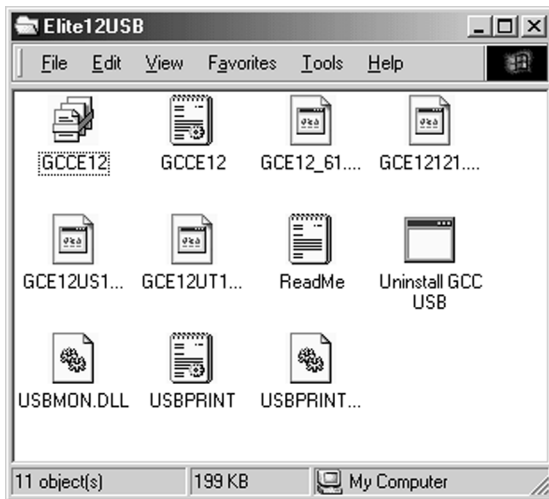 Elite12USB
File Edit View Favorites Tools Help
GCCE12 GCCE12 GCE12_61.... GCE12121....
GCE12US1... GCE12UT1... ReadMe Uninstall GCC
USB
USBMON.DLL USBPRINT USBPRINT...
11 object(s) 199 KB My Computer